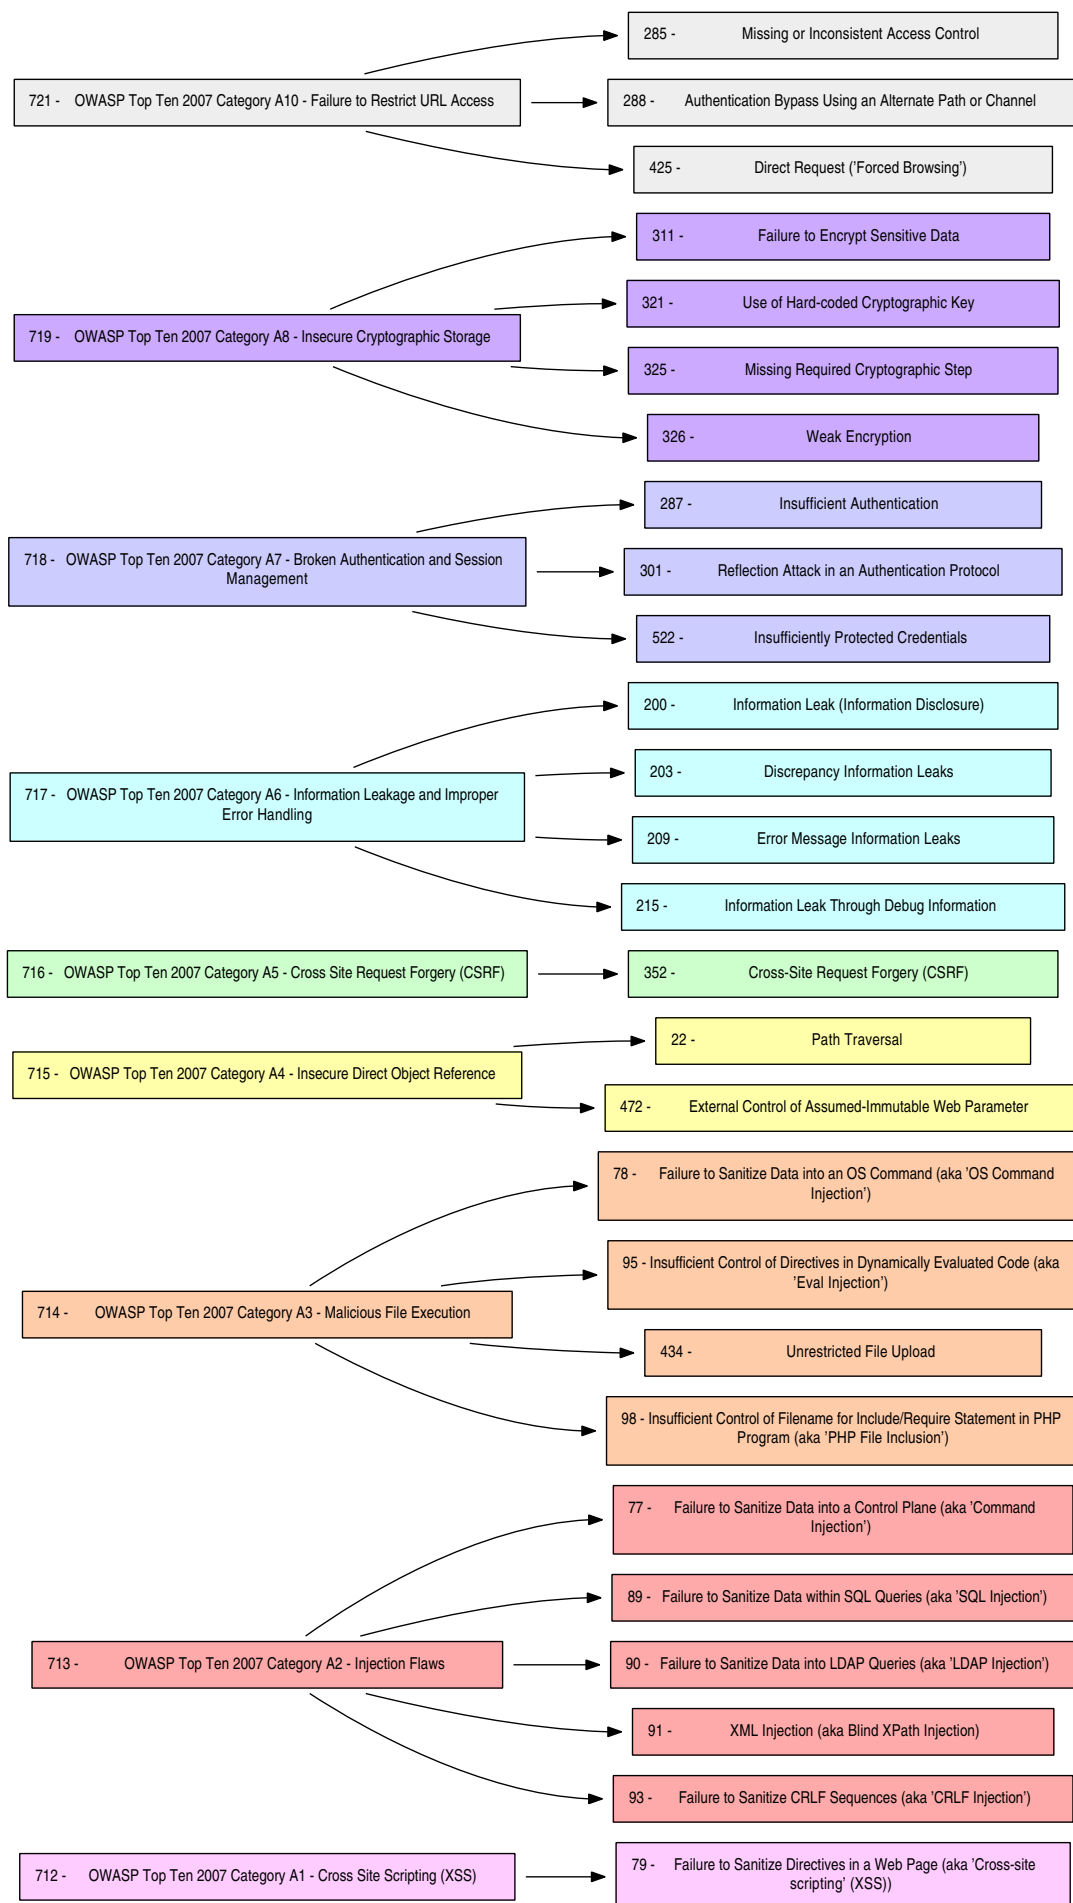 285 - Missing or Inconsistent Access Control
721 - OWASP Top Ten 2007 Category A10 - Failure to Restrict URL Access
288 - Authentication Bypass Using an Alternate Path or Channel
425 - Direct Request ('Forced Browsing')
311 - Failure to Encrypt Sensitive Data
321 - Use of Hard-coded Cryptographic Key
719 - OWASP Top Ten 2007 Category A8 - Insecure Cryptographic Storage
325 - Missing Required Cryptographic Step
326 - Weak Encryption
287 - Insufficient Authentication
718 - OWASP Top Ten 2007 Category A7 - Broken Authentication and Session
Management
301 - Reflection Attack in an Authentication Protocol
522 - Insufficiently Protected Credentials
200 - Information Leak (Information Disclosure)
203 - Discrepancy Information Leaks
717 - OWASP Top Ten 2007 Category A6 - Information Leakage and Improper
Error Handling
209 - Error Message Information Leaks
215 - Information Leak Through Debug Information
716 - OWASP Top Ten 2007 Category A5 - Cross Site Request Forgery (CSRF)
352 - Cross-Site Request Forgery (CSRF)
22 - Path Traversal
715 - OWASP Top Ten 2007 Category A4 - Insecure Direct Object Reference
472 - External Control of Assumed-Immutable Web Parameter
78 - Failure to Sanitize Data into an OS Command (aka 'OS Command
Injection')
95 - Insufficient Control of Directives in Dynamically Evaluated Code (aka
'Eval Injection')
714 - OWASP Top Ten 2007 Category A3 - Malicious File Execution
434 - Unrestricted File Upload
98 - Insufficient Control of Filename for Include/Require Statement in PHP
Program (aka 'PHP File Inclusion')
77 - Failure to Sanitize Data into a Control Plane (aka 'Command
Injection')
89 - Failure to Sanitize Data within SQL Queries (aka 'SQL Injection')
713 - OWASP Top Ten 2007 Category A2 - Injection Flaws
90 - Failure to Sanitize Data into LDAP Queries (aka 'LDAP Injection')
91 - XML Injection (aka Blind XPath Injection)
93 - Failure to Sanitize CRLF Sequences (aka 'CRLF Injection')
712 - OWASP Top Ten 2007 Category A1 - Cross Site Scripting (XSS)
79 - Failure to Sanitize Directives in a Web Page (aka 'Cross-site
scripting' (XSS))